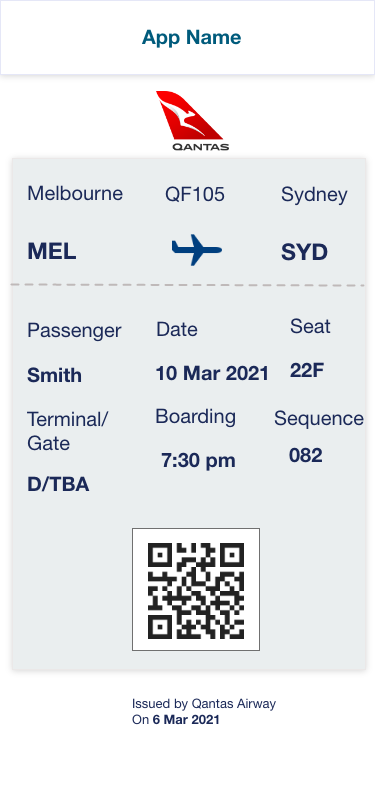 App Name
QANTAS
Melbourne QF105 Sydney
MEL SYD
Passenger Date Seat
Smith 10 Mar 2021 22F
Terminal/ Boarding Sequence
Gate
D/TBA 7:30 pm 082
Issued by Qantas Airway
On 6 Mar 2021